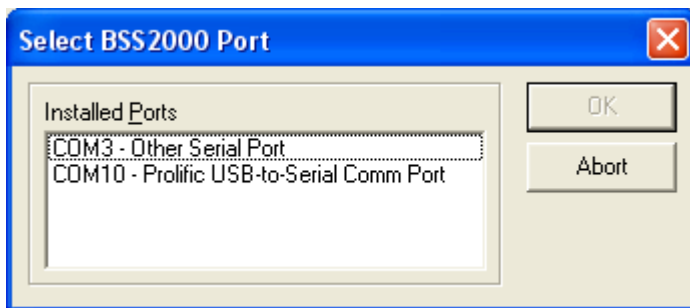 Select BSS2000 Port
Installed Ports
OK
COM3 - Other Serial Port
COM10 - Prolific USB-to-Serial Comm Port
Abort